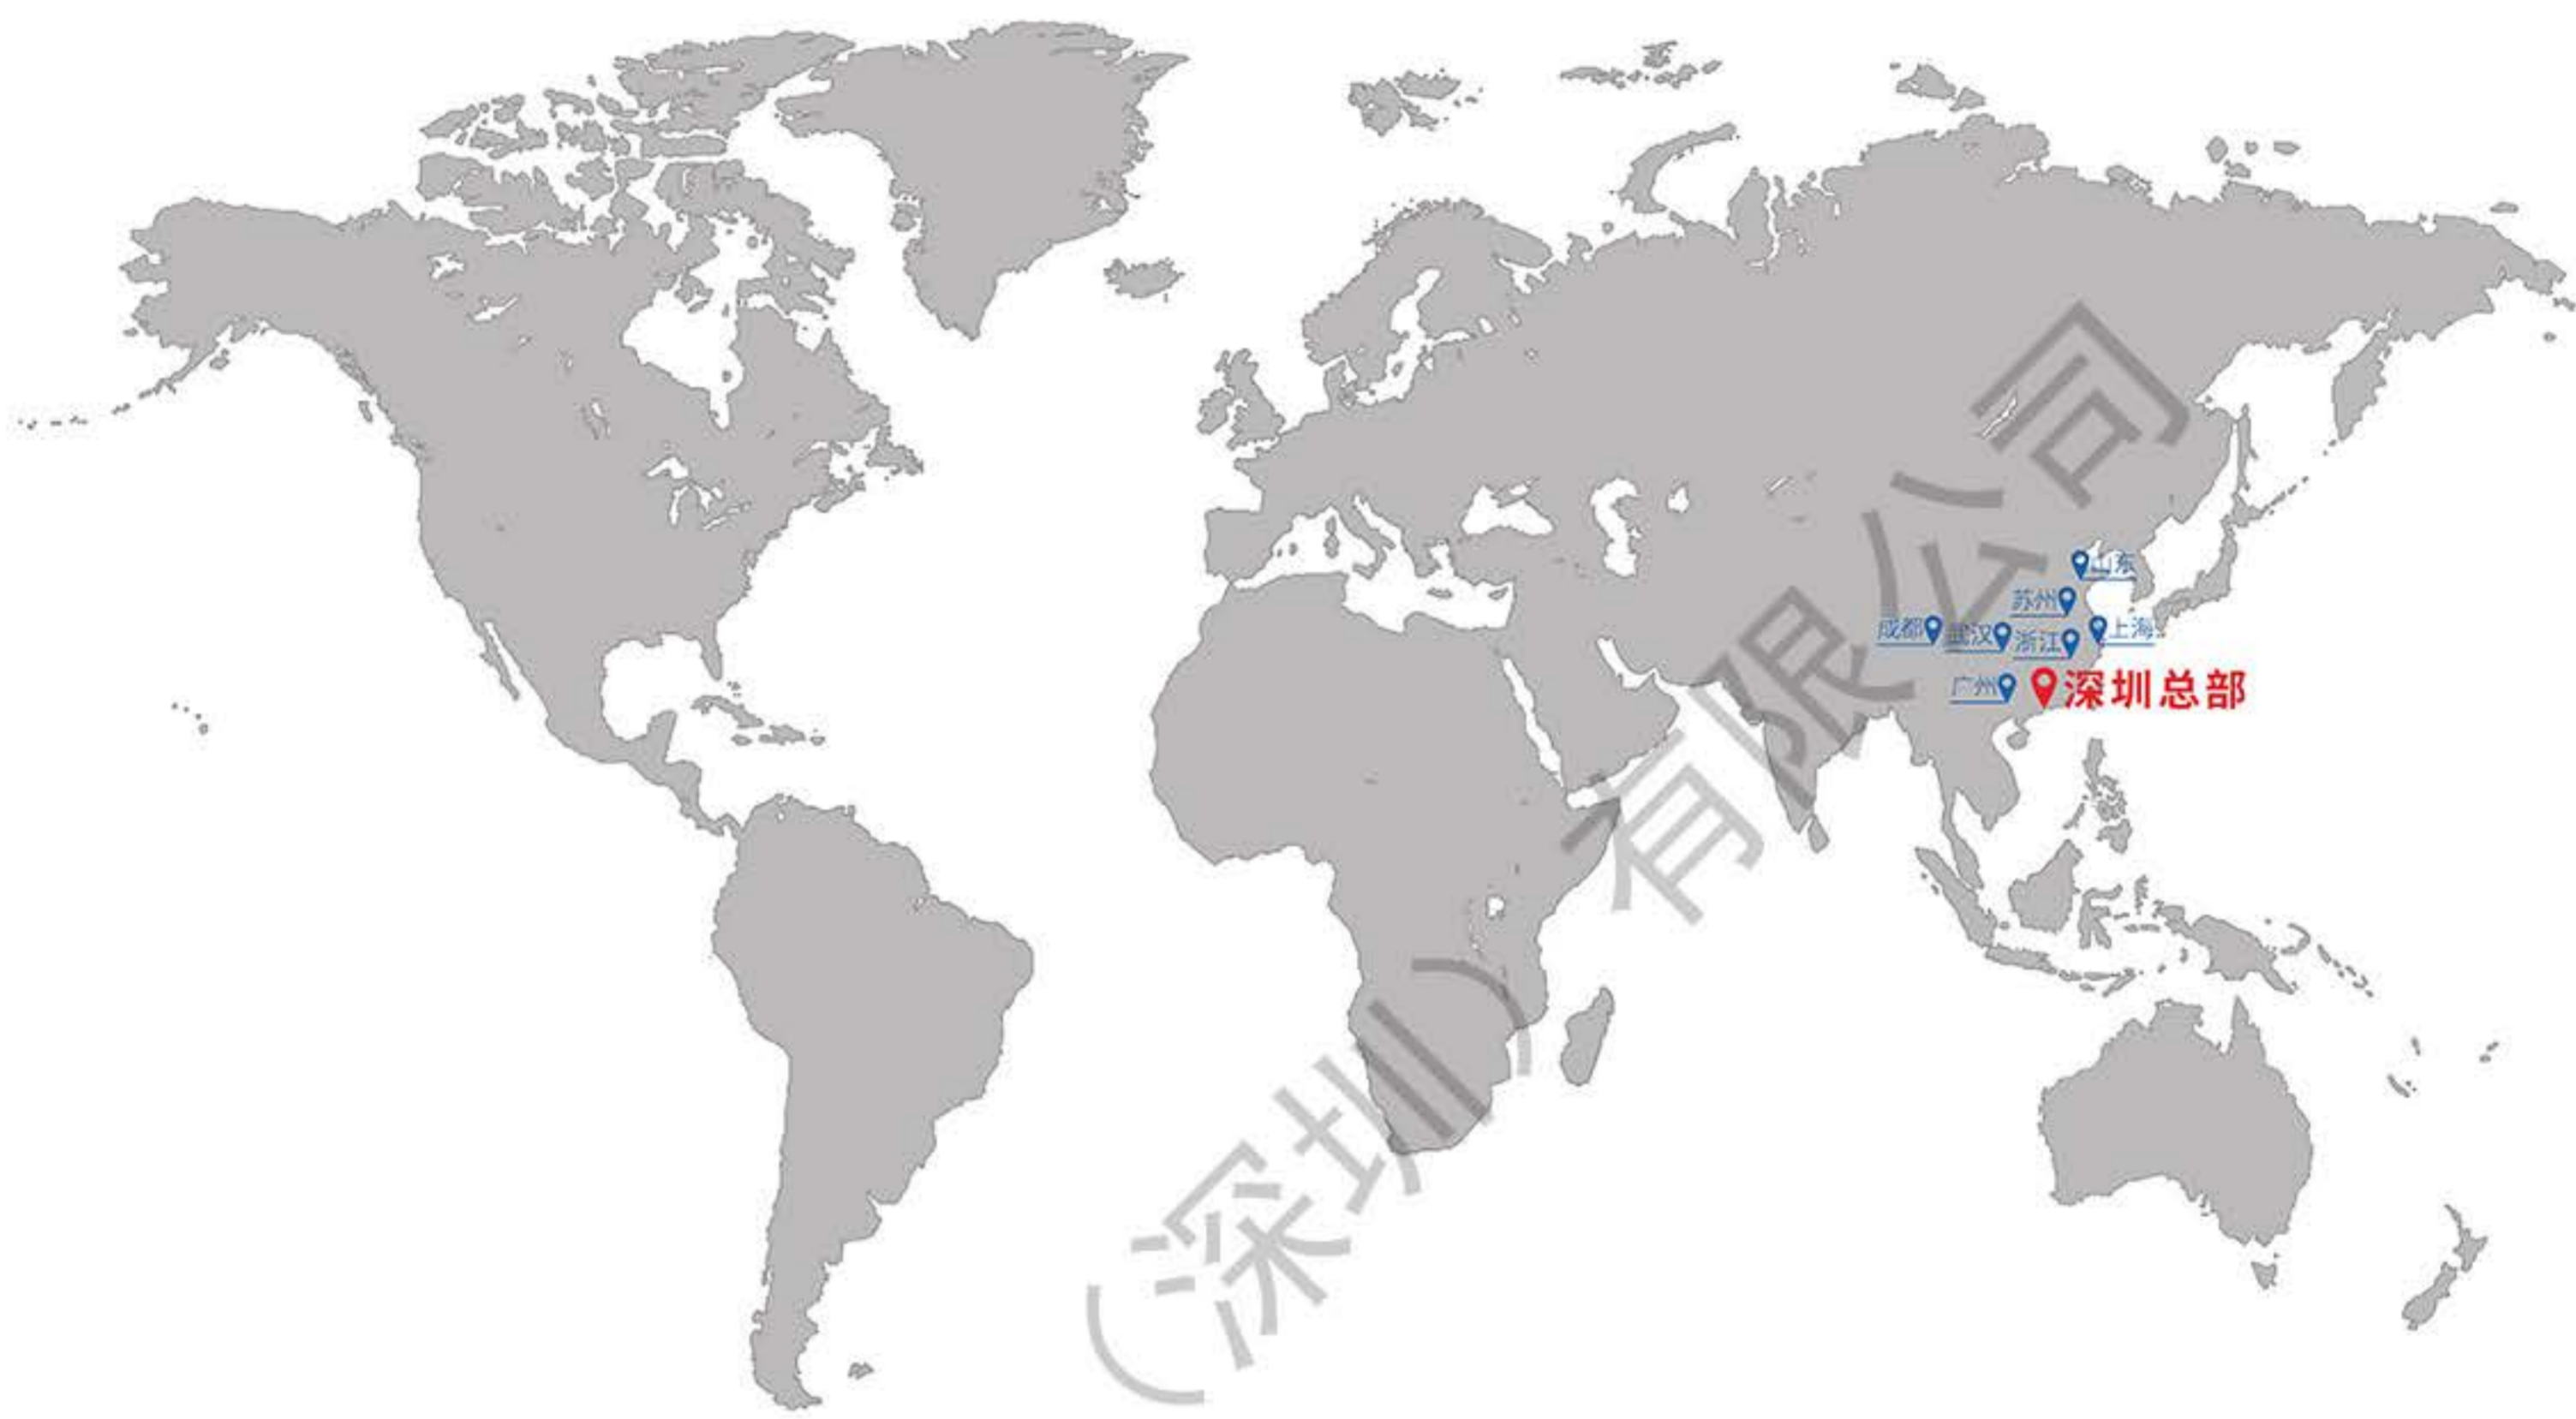 山东
苏州
成都
武汉
浙江
上海
广州
深圳总部
（深圳）有限公司